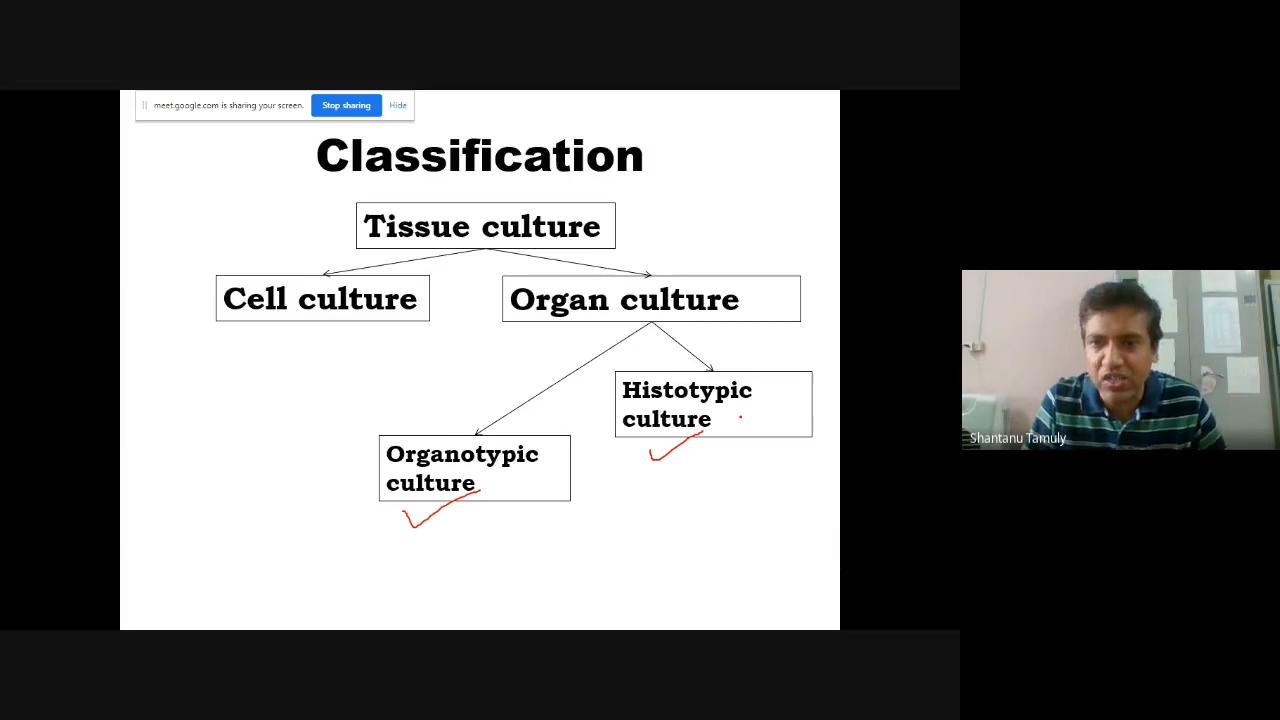 meet.google.com is sharing your screen. Stop sharing Hide
Classification
Tissue culture
Cell culture
Organ culture
Histotypic
culture
Organotypic
culture
Shantanu Tamuly